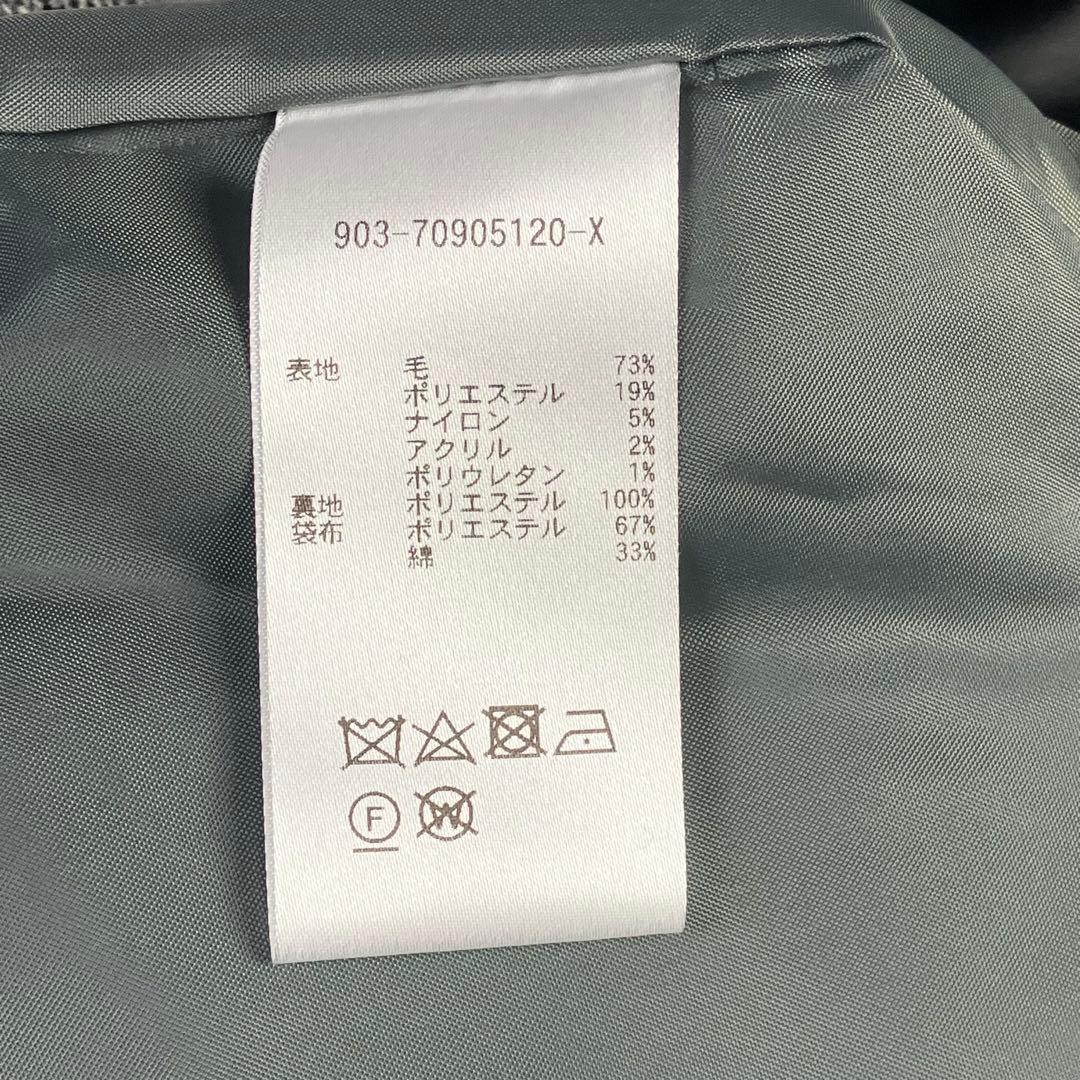 903-70905120-X
表地 毛 73%
ポリエステル 19%
ナイロン 5%
アクリル 2%
ポリウレタン 1%
裏地 ポリエステル 100%
袋布 ポリエステル 67%
綿 33%
F W